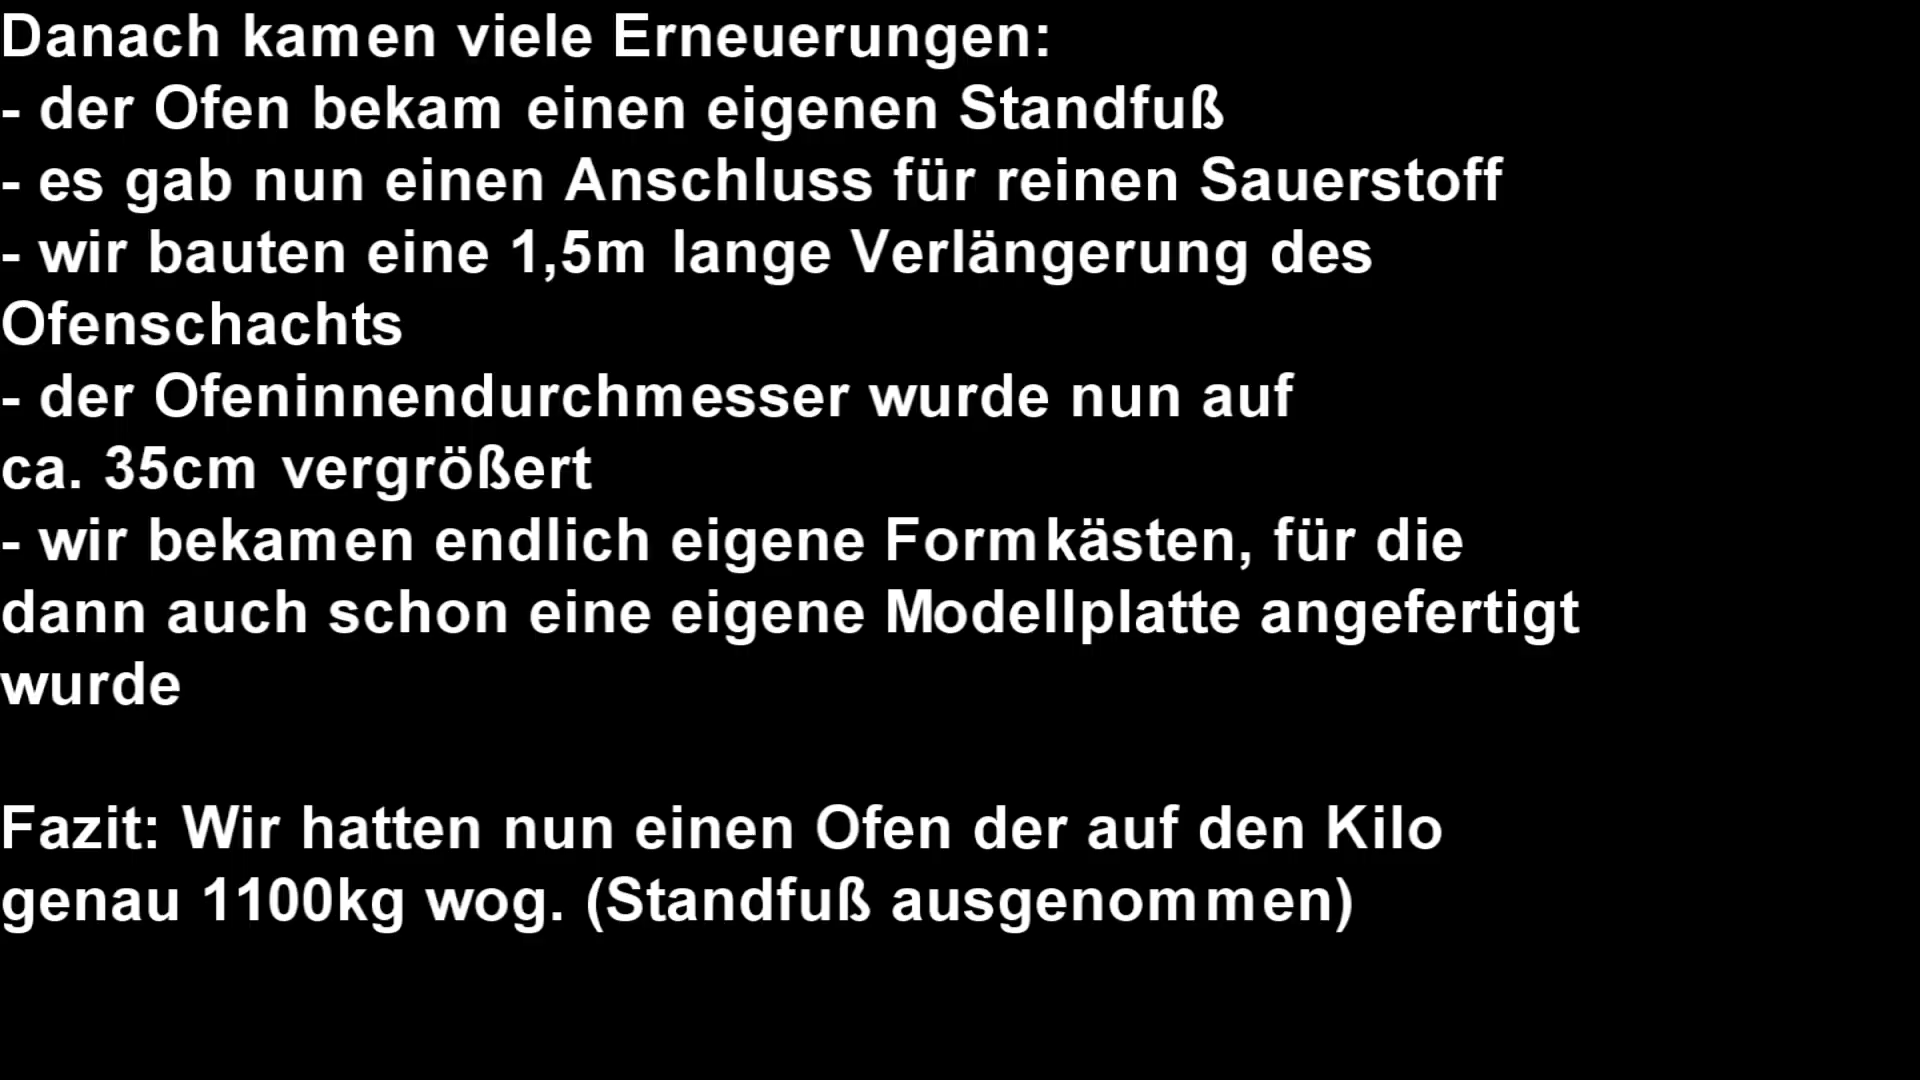 Danach kamen viele Erneuerungen:
- der Ofen bekam einen eigenen Standfuß
- es gab nun einen Anschluss für reinen Sauerstoff
- wir bauten eine 1,5m lange Verlängerung des
Ofenschachts
- der Ofeninnendurchmesser wurde nun auf
ca. 35cm vergrößert
- wir bekamen endlich eigene Formkästen, für die
dann auch schon eine eigene Modellplatte angefertigt
wurde
Fazit: Wir hatten nun einen Ofen der auf den Kilo
genau 1100kg wog. (Standfuß ausgenommen)